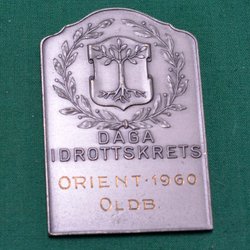 DAGA
IDROTTSKRETS
ORIENT·1960
OLDB.